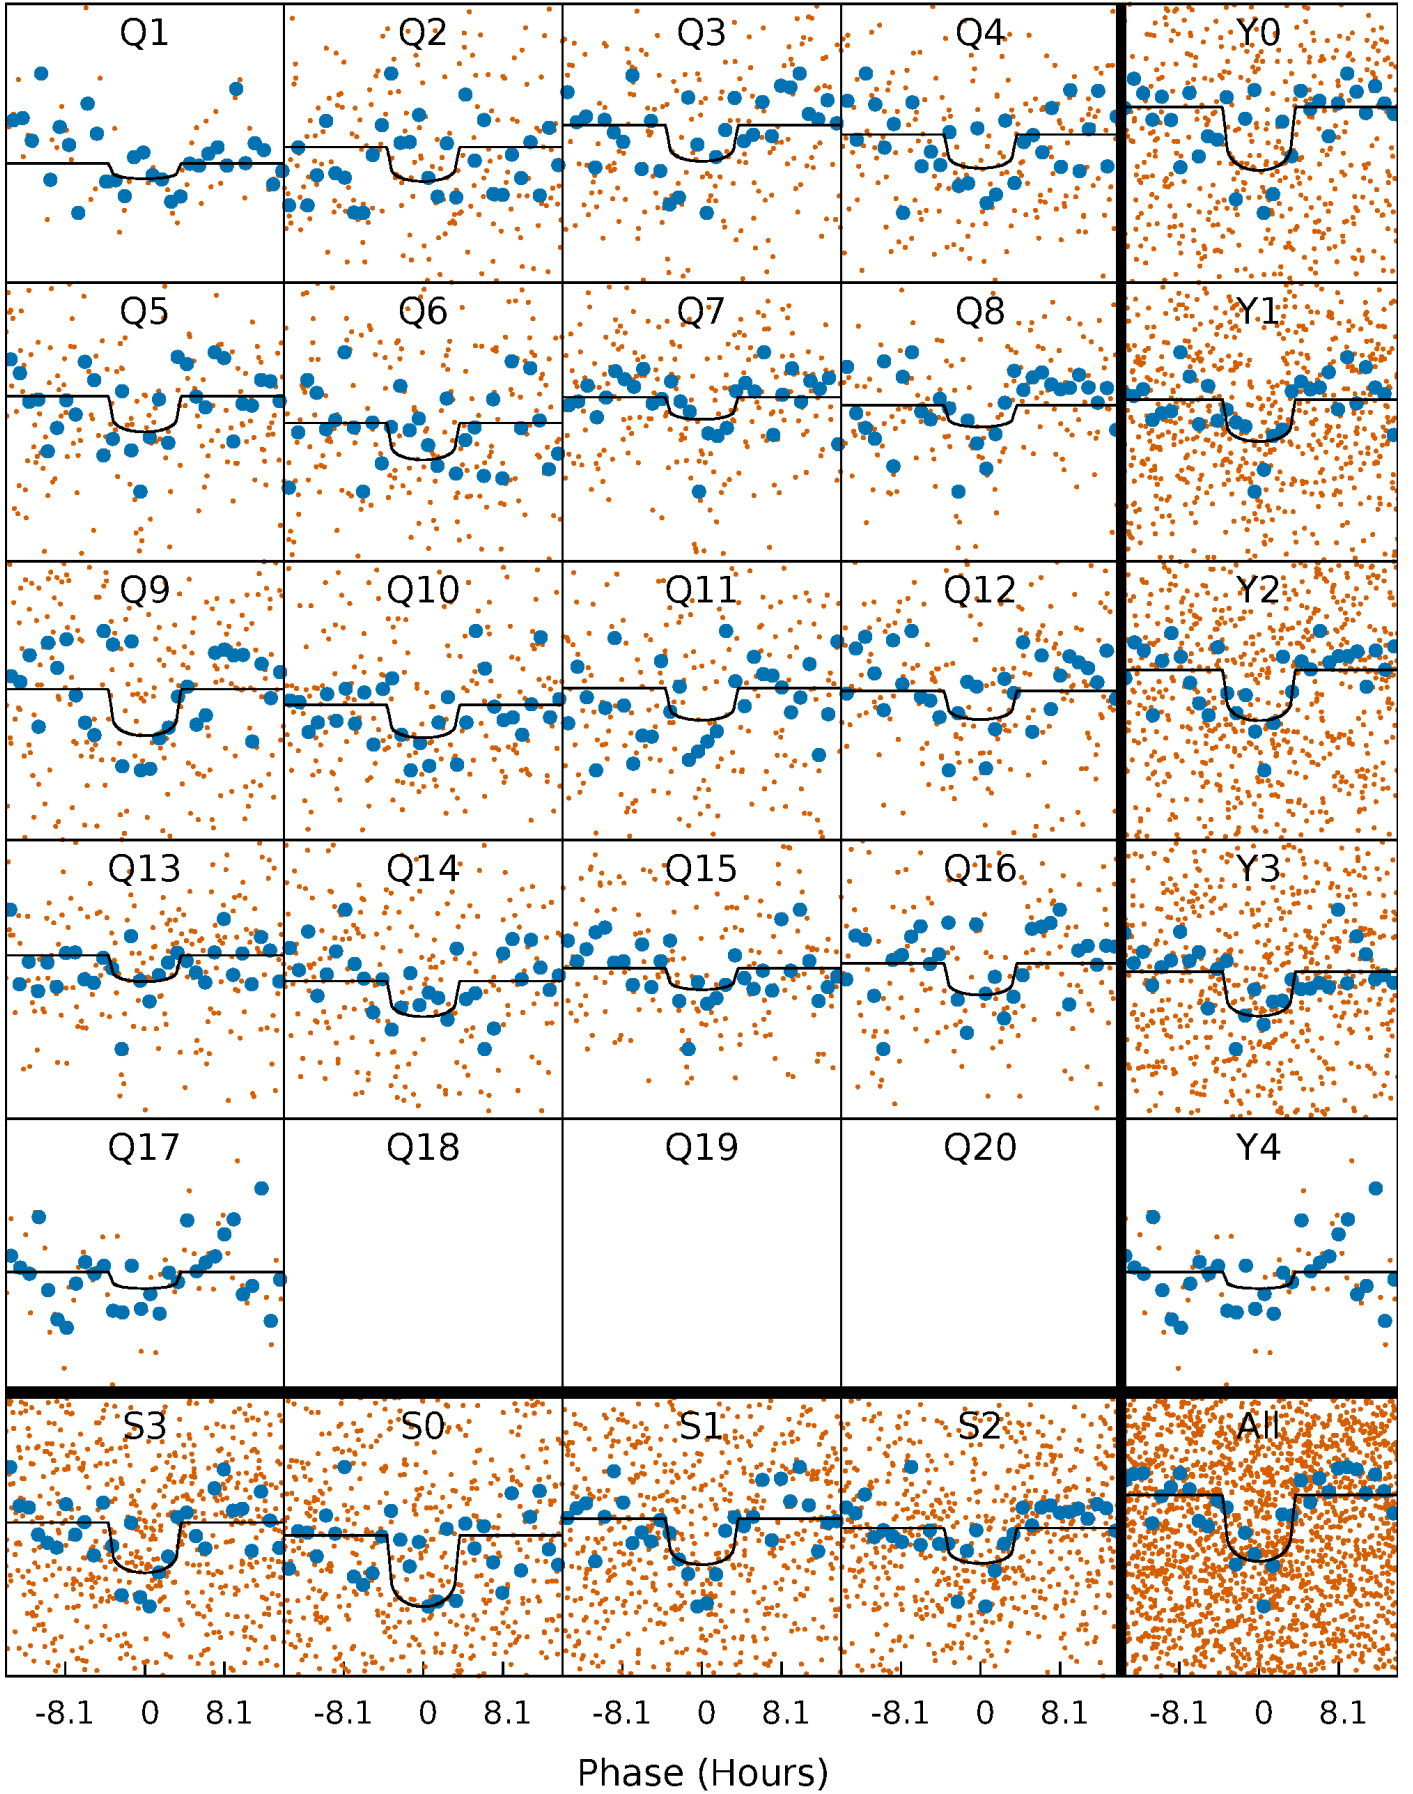 Q1 Q2 Q3 Q4 Y0
Q5 Q6 Q7 Q8 Y1
Q9 Q10 Q11 Q12 Y2
Q13 Q14 Q15 Q16 Y3
Q17 Q18 Q19 Q20 Y4
S3 S0 S1 S2 All
-8.1 0 8.1 -8.1 0 8.1 -8.1 0 8.1 -8.1 0 8.1 -8.1 0 8.1
Phase (Hours)